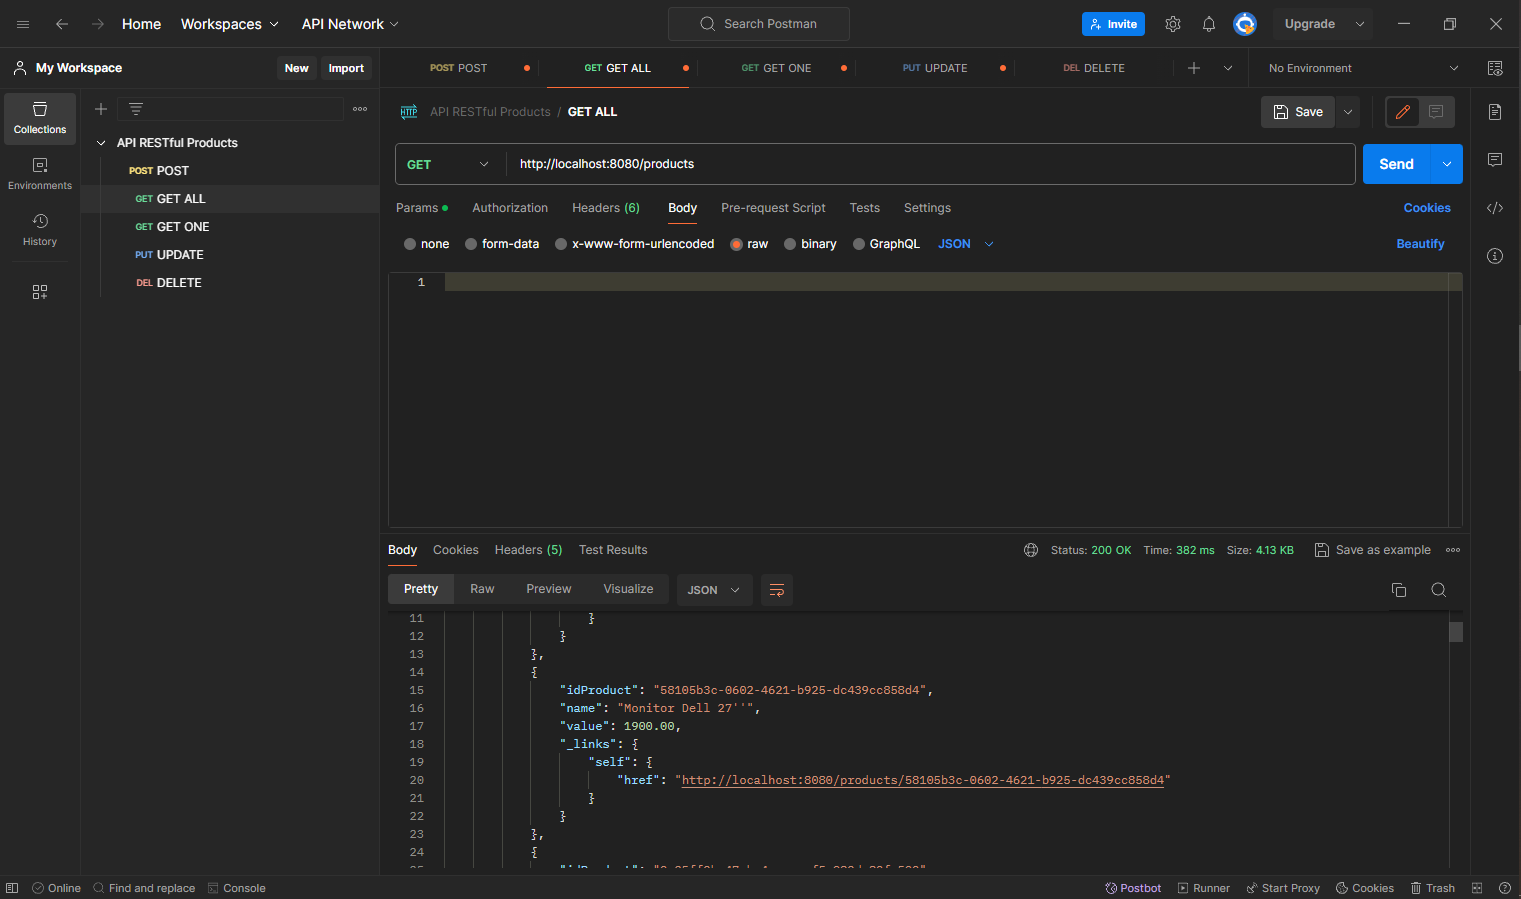 Home Workspaces API Network Search Postman Invite Upgrade
My Workspace New Import
POST POST GET GET ALL GET GET ONE PUT UPDATE DEL DELETE No Environment
Collections
Environments
History
API RESTful Products
POST POST
GET GET ALL
GET GET ONE
PUT UPDATE
DEL DELETE
HTTP API RESTful Products / GET ALL Save
GET http://localhost:8080/products Send
Params Authorization Headers (6) Body Pre-request Script Tests Settings Cookies
none form-data x-www-form-urlencoded raw binary GraphQL JSON Beautify
1
Body Cookies Headers (5) Test Results Status: 200 OK Time: 382 ms Size: 4.13 KB Save as example
Pretty Raw Preview Visualize JSON
11 }
12 }
13 },
14 {
15 "idProduct": "58105b3c-0602-4621-b925-dc439cc858d4",
16 "name": "Monitor Dell 27''",
17 "value": 1900.00,
18 "_links": {
19 "self": {
20 "href": "http://localhost:8080/products/58105b3c-0602-4621-b925-dc439cc858d4"
21 }
22 }
23 },
24 {
Online Find and replace Console Postbot Runner Start Proxy Cookies Trash